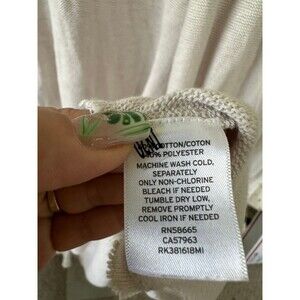 COTTON/COTON
% POLYESTER
MACHINE WASH COLD,
SEPARATELY
ONLY NON-CHLORINE
BLEACH IF NEEDED
TUMBLE DRY LOW,
REMOVE PROMPTLY
COOL IRON IF NEEDED
RN58665
CA57963
RK381618MI